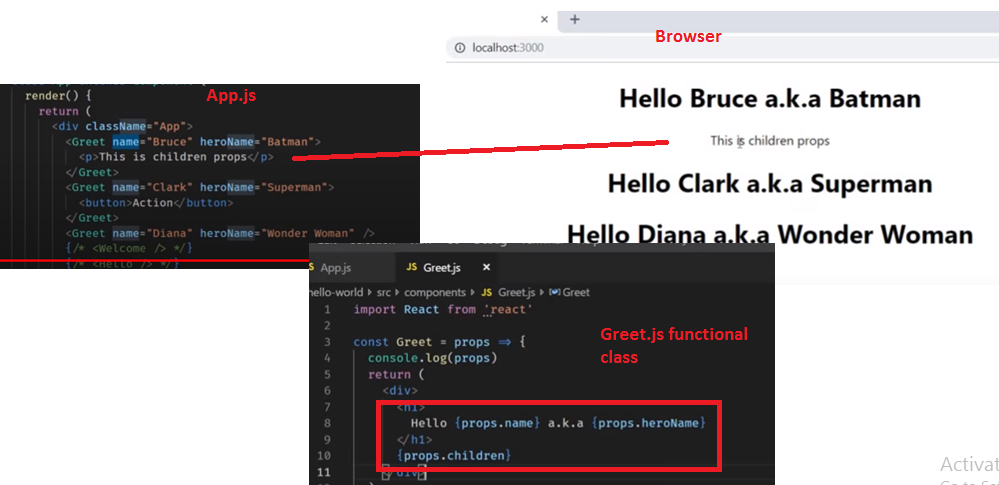 Browser
localhost:3000
Hello Bruce a.k.a Batman
This is children props
Hello Clark a.k.a Superman
Hello Diana a.k.a Wonder Woman
App.js
render() {
return (
<div className="App">
<Greet name="Bruce" heroName="Batman">
<p>This is children props</p>
</Greet>
<Greet name="Clark" heroName="Superman">
<button>Action</button>
</Greet>
<Greet name="Diana" heroName="Wonder Woman" />
{/* <Welcome /> */}
{/* <Hello /> */}
JS App.js JS Greet.js ×
hello-world > src > components > JS Greet.js > Greet
Greet.js functional
class
1 import React from 'react'
2
3 const Greet = props => {
4 console.log(props)
5 return (
6 <div>
7 <h1>
8 Hello {props.name} a.k.a {props.heroName}
9 </h1>
10 {props.children}
11 </div>
Activat